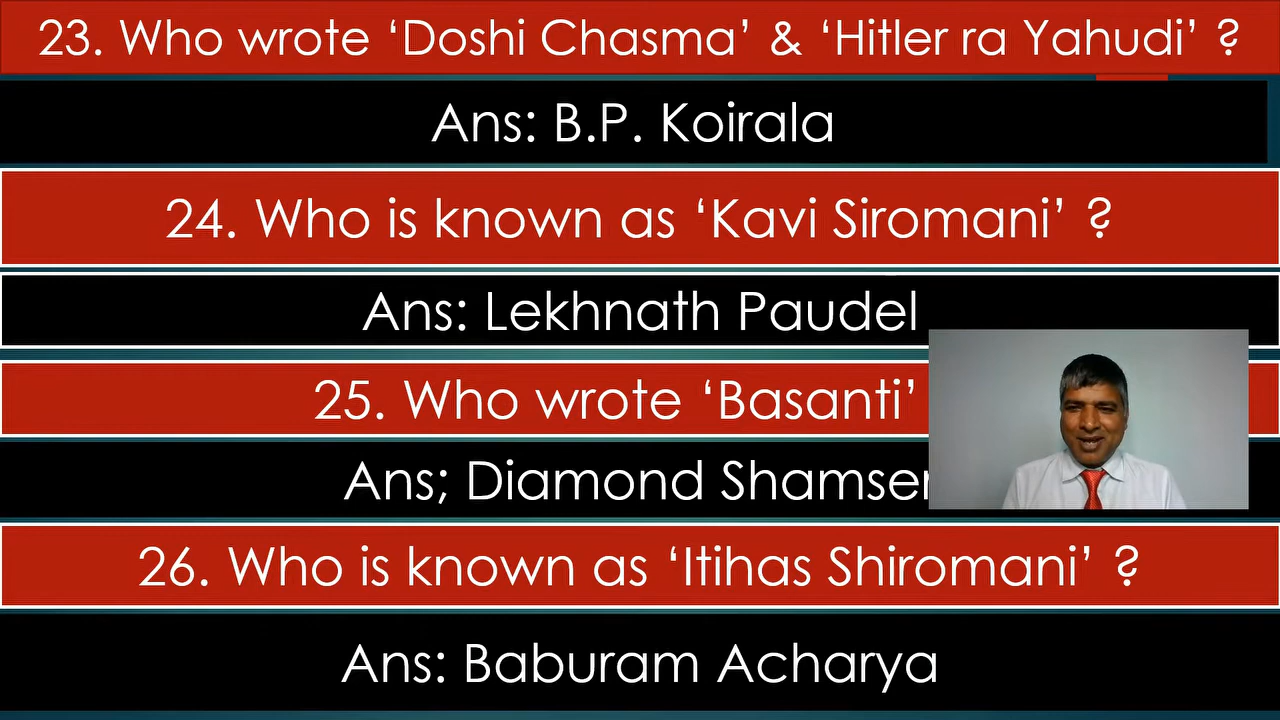 23. Who wrote ‘Doshi Chasma’ & ‘Hitler ra Yahudi’ ?
Ans: B.P. Koirala
24. Who is known as ‘Kavi Siromani’ ?
Ans: Lekhnath Paudel
25. Who wrote ‘Basanti’
Ans; Diamond Shamser
26. Who is known as ‘Itihas Shiromani’ ?
Ans: Baburam Acharya